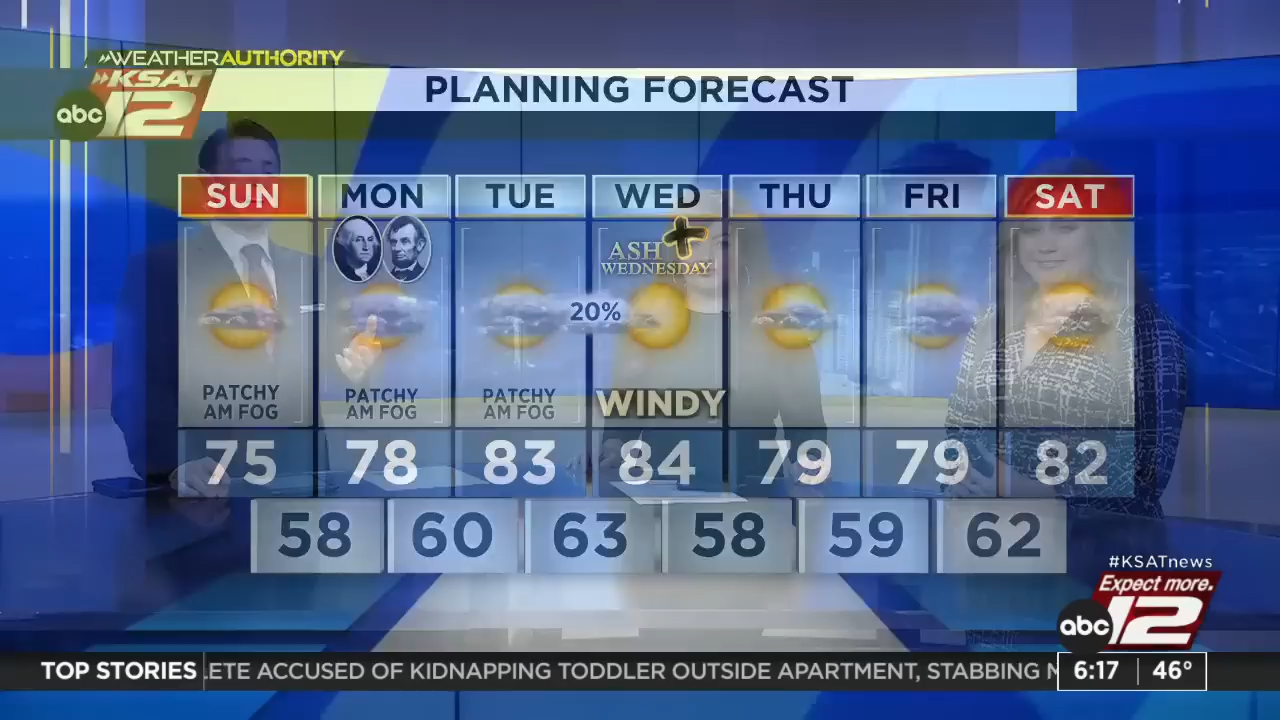 WEATHERAUTHORITY
KSAT
abc 12
PLANNING FORECAST
SUN MON TUE WED THU FRI SAT
ASH
WEDNESDAY
20%
PATCHY AM FOG
PATCHY AM FOG
PATCHY AM FOG
WINDY
75 78 83 84 79 79 82
58 60 63 58 59 62
#KSATnews
Expect more.
abc 12
TOP STORIES LETE ACCUSED OF KIDNAPPING TODDLER OUTSIDE APARTMENT, STABBING
6:17 46°